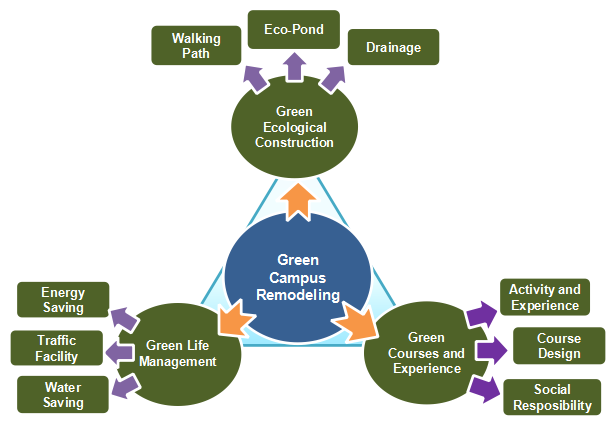 Eco-Pond
Walking
Path
Drainage
Green
Ecological
Construction
Green
Campus
Remodeling
Energy
Saving
Traffic
Facility
Water
Saving
Green Life
Management
Green
Courses and
Experience
Activity and
Experience
Course
Design
Social
Resposibility